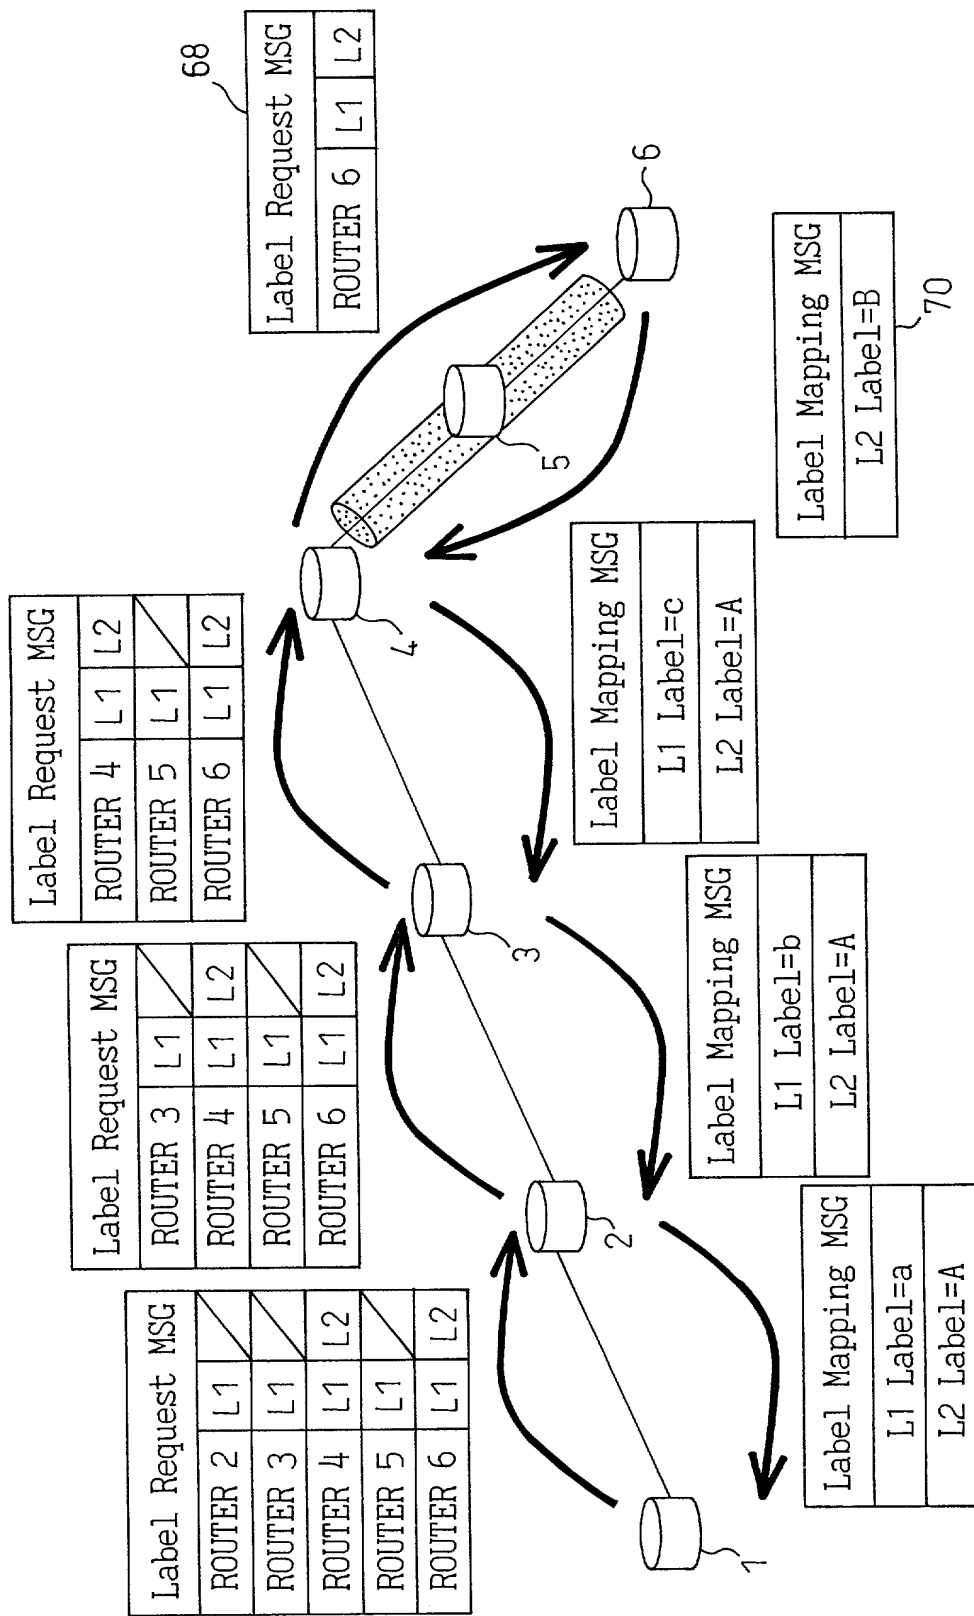 Label Request MSG
ROUTER 2 L1
ROUTER 3 L1
ROUTER 4 L1 L2
ROUTER 5 L1
ROUTER 6 L1 L2
Label Request MSG
ROUTER 3 L1
ROUTER 4 L1 L2
ROUTER 5 L1
ROUTER 6 L1 L2
Label Request MSG
ROUTER 4 L1 L2
ROUTER 5 L1
ROUTER 6 L1 L2
68
Label Request MSG
ROUTER 6 L1 L2
1
2
3
4
5
6
Label Mapping MSG
L1 Label=a
L2 Label=A
Label Mapping MSG
L1 Label=b
L2 Label=A
Label Mapping MSG
L1 Label=c
L2 Label=A
Label Mapping MSG
L2 Label=B
70